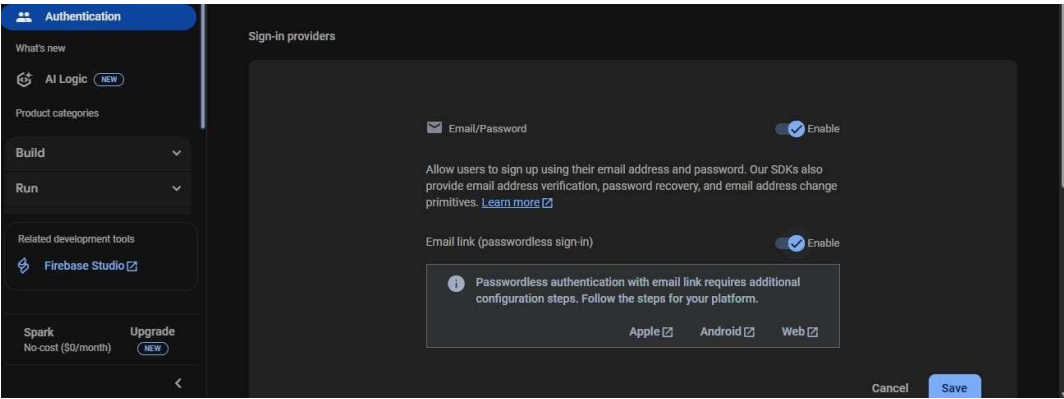 Authentication
What's new
AI Logic NEW
Product categories
Build
Run
Related development tools
Firebase Studio
Spark
No-cost ($0/month)
Upgrade
NEW
Sign-in providers
Email/Password
Enable
Allow users to sign up using their email address and password. Our SDKs also
provide email address verification, password recovery, and email address change
primitives. Learn more
Email link (passwordless sign-in)
Enable
Passwordless authentication with email link requires additional
configuration steps. Follow the steps for your platform.
Apple Android Web
Cancel Save